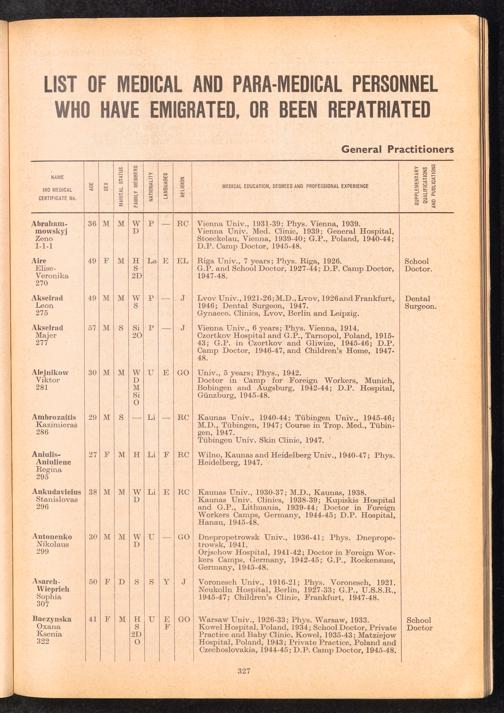 LIST OF MEDICAL AND PARA-MEDICAL PERSONNEL
WHO HAVE EMIGRATED, OR BEEN REPATRIATED
General Practitioners
NAME
IRO MEDICAL
CERTIFICATE No.
AGE
SEX
MARITAL STATUS
FAMILY MEMBERS
NATIONALITY
LANGUAGES
RELIGION
MEDICAL EDUCATION, DEGREES AND PROFESSIONAL EXPERIENCE
SUPPLEMENTARY
QUALIFICATIONS
AND PUBLICATIONS
Abraham- 36 M M W P — RC Vienna Univ., 1931-39; Phys. Vienna, 1939.
mowskyj D Vienna Univ. Med. Clinic, 1939; General Hospital,
Zeno Stoeckelau, Vienna, 1939-40; G.P., Poland, 1940-44;
I-1-1 D.P. Camp Doctor, 1945-48.
Aire 49 F M H La E EL Riga Univ., 7 years; Phys. Riga, 1926. School
Elise- S G.P. and School Doctor, 1927-44; D.P. Camp Doctor, Doctor.
Veronika 2D 1947-48.
270
Akselrad 49 M M W P — J Lvov Univ., 1921-26; M.D., Lvov, 1926 and Frankfurt, Dental
Leon S 1946; Dental Surgeon, 1947. Surgeon.
275 Gynaeco. Clinics, Lvov, Berlin and Leipzig.
Akselrad 57 M S Si P — J Vienna Univ., 6 years; Phys. Vienna, 1914.
Majer 2O Czortkov Hospital and G.P., Tarnopol, Poland, 1915-
277 43; G.P. in Czortkov and Gliwize, 1945-46; D.P.
Camp Doctor, 1946-47, and Children's Home, 1947-
48.
Alejnikow 30 M M W U E GO Univ., 5 years; Phys., 1942.
Viktor D Doctor in Camp for Foreign Workers, Munich,
281 M Bobingen and Augsburg, 1942-44; D.P. Hospital,
Si Günzburg, 1945-48.
O
Ambrozaitis 29 M S — Li — RC Kaunas Univ., 1940-44; Tübingen Univ., 1945-46;
Kazimieras M.D., Tübingen, 1947; Course in Trop. Med., Tübin-
286 gen, 1947.
Tübingen Univ. Skin Clinic, 1947.
Aniulis- 27 F M H Li F RC Wilno, Kaunas and Heidelberg Univ., 1940-47; Phys.
Aniuliene Heidelberg, 1947.
Regina
295
Ankudavicius 38 M M W Li E RC Kaunas Univ., 1930-37; M.D., Kaunas, 1938.
Stanislovas D Kaunas Univ. Clinics, 1938-39; Kupiskis Hospital
296 and G.P., Lithuania, 1939-44; Doctor in Foreign
Workers Camps, Germany, 1944-45; D.P. Hospital,
Hanau, 1945-48.
Antonenko 30 M M W U — GO Dnepropetrowsk Univ., 1936-41; Phys. Dnepropе-
Nikolaus D trowsk, 1941.
299 Orjschow Hospital, 1941-42; Doctor in Foreign Wor-
kers Camps, Germany, 1942-45; G.P., Rockensuss,
Germany, 1945-48.
Asarch- 50 F D S S Y J Voronesch Univ., 1916-21; Phys. Voronesch, 1921.
Wieprich Neukolln Hospital, Berlin, 1927-33; G.P., U.S.S.R.,
Sophia 1945-47; Children's Clinic, Frankfurt, 1947-48.
307
Baczynska 41 F M H U E GO Warsaw Univ., 1926-33; Phys. Warsaw, 1933. School
Oxana S F Kowel Hospital, Poland, 1934; School Doctor, Private Doctor
Ksenia 2D Practice and Baby Clinic. Kowel, 1935-43; Matziejow
322 O Hospital, Poland, 1943; Private Practice, Poland and
Czechoslovakia, 1944-45; D.P. Camp Doctor, 1945-48.
327